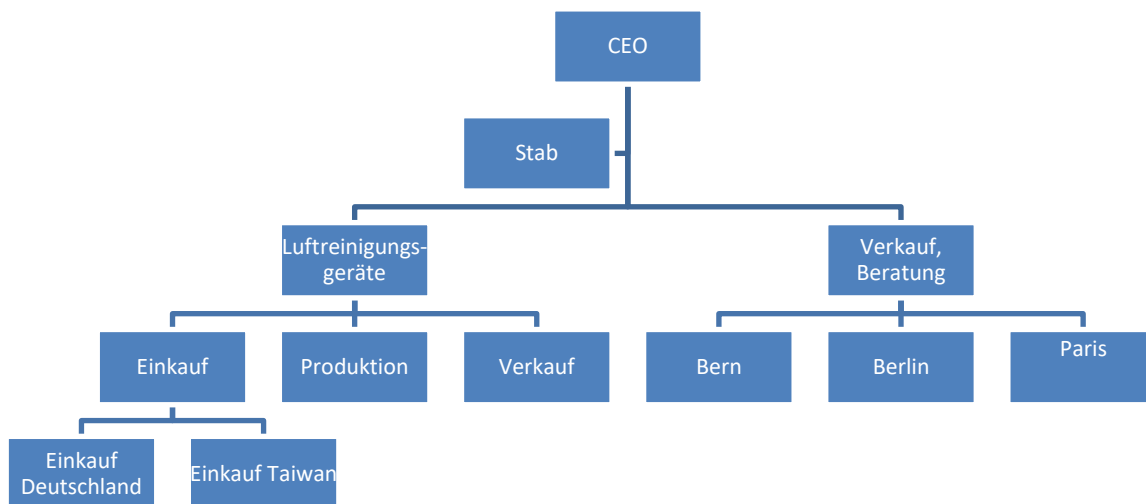 CEO
Stab
Luftreinigungs-
geräte
Verkauf,
Beratung
Einkauf
Produktion
Verkauf
Bern
Berlin
Paris
Einkauf
Deutschland
Einkauf Taiwan